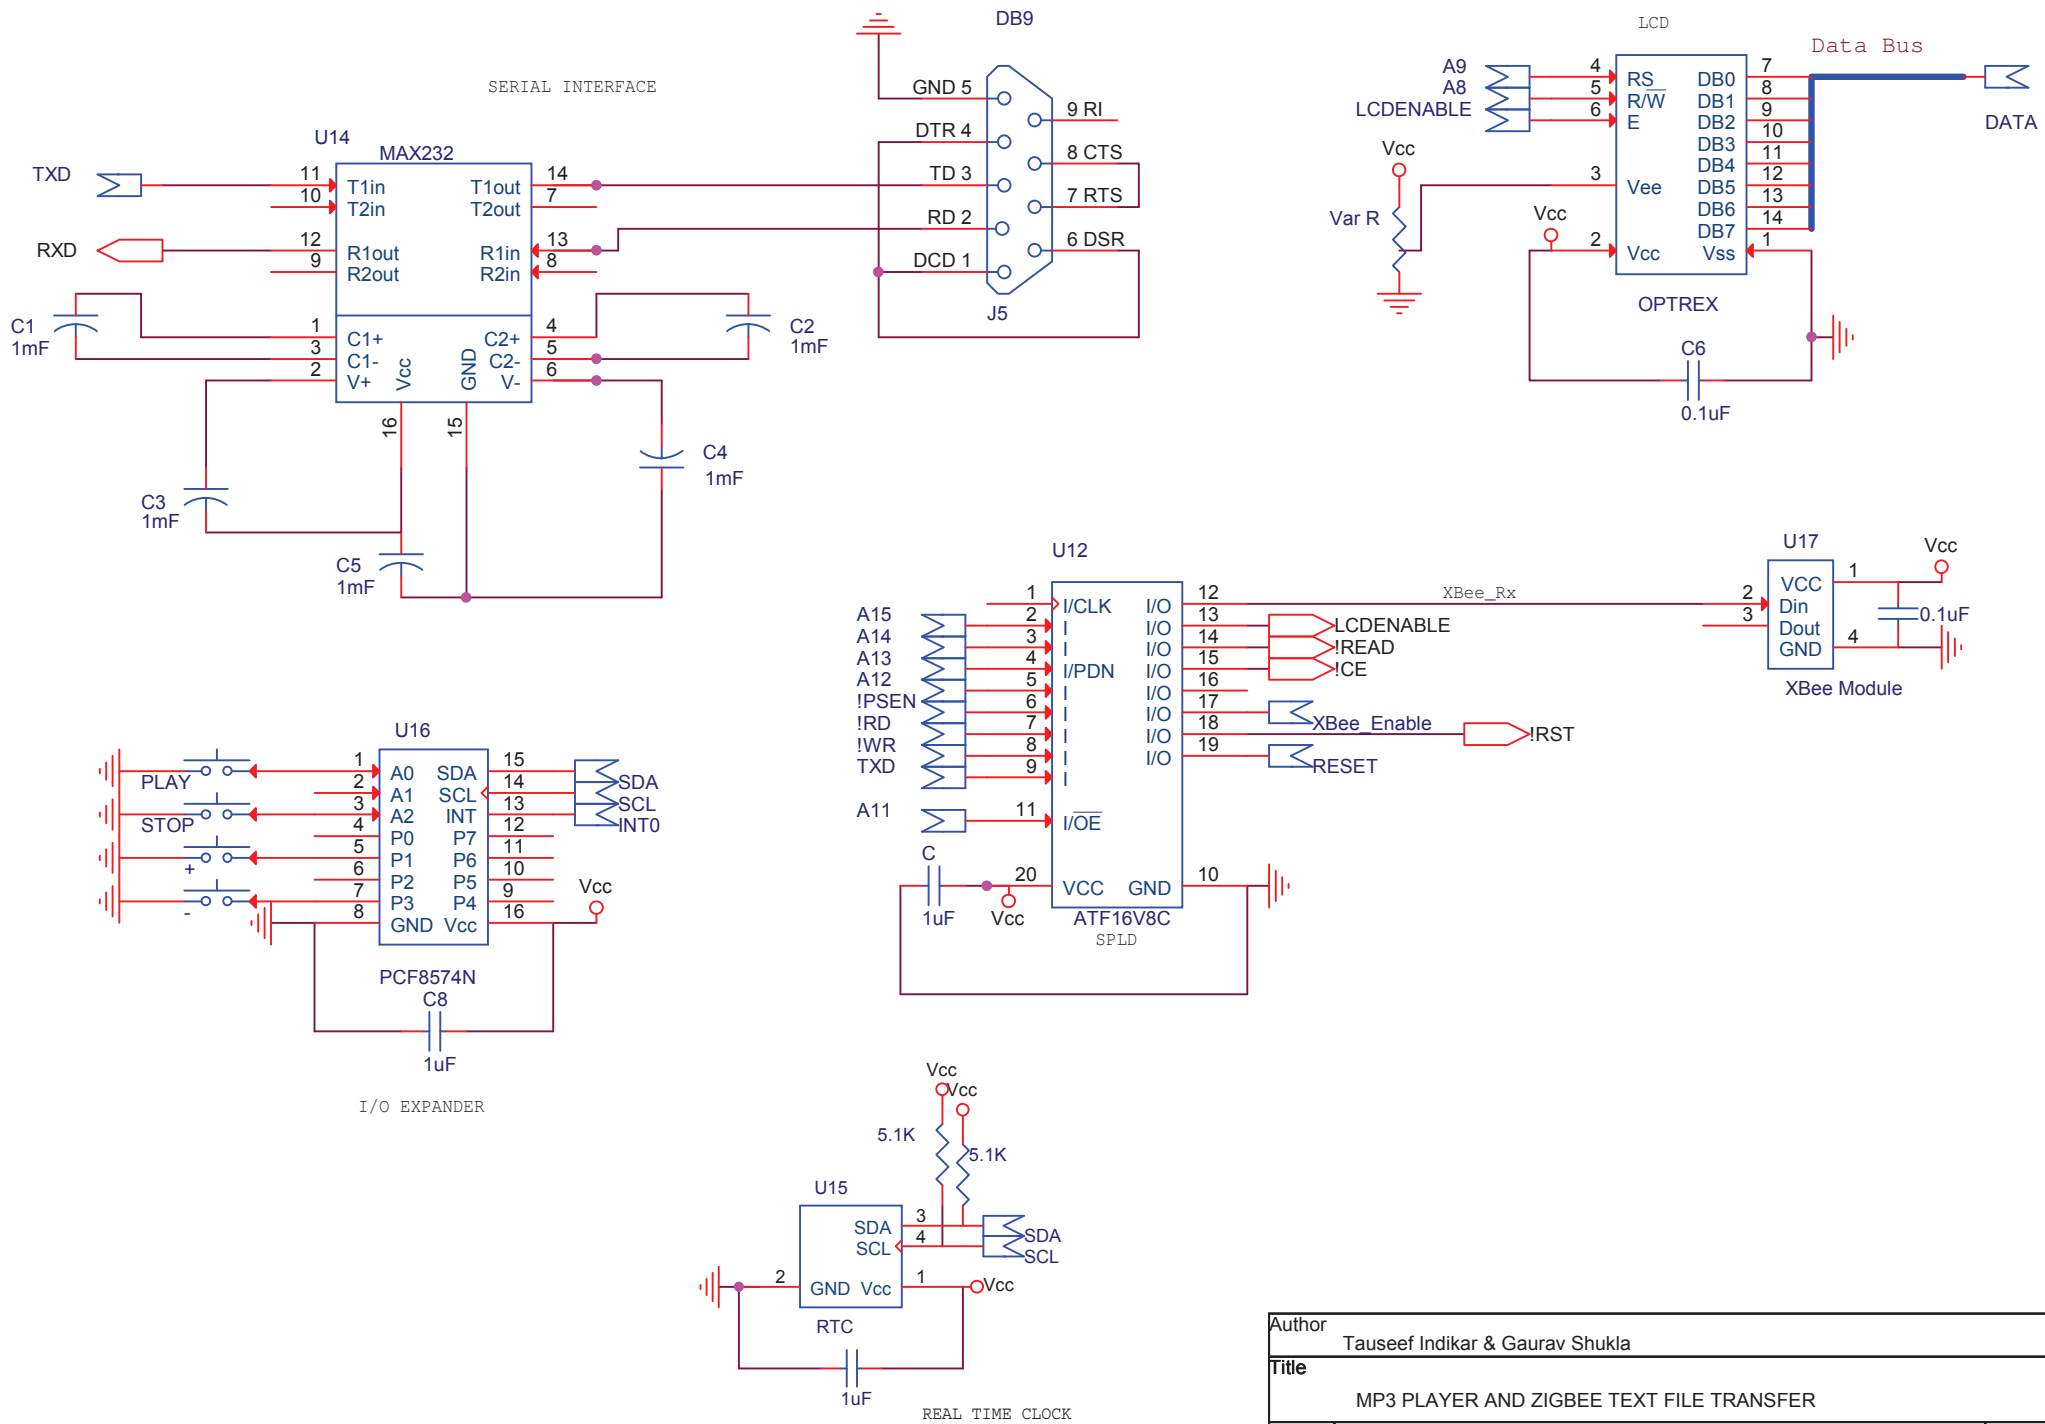 SERIAL INTERFACE
U14
MAX232
TXD
11
T1in
10
T2in
RXD
12
R1out
9
R2out
T1out
14
T2out
7
R1in
13
R2in
8
C1
1mF
1
C1+
3
C1-
2
V+
Vcc
16
GND
15
C2+
4
C2-
5
V-
6
C2
1mF
C3
1mF
C4
1mF
C5
1mF
DB9
GND 5
DTR 4
TD 3
RD 2
DCD 1
9 RI
8 CTS
7 RTS
6 DSR
J5
LCD
Data Bus
A9
A8
LCDENABLE
4
RS
5
R/W
6
E
DB0
7
DB1
8
DB2
9
DB3
10
DB4
11
DB5
12
DB6
13
DB7
14
DATA
Vcc
Var R
3
Vee
Vcc
2
Vcc
Vss
1
OPTREX
C6
0.1uF
U12
A15
A14
A13
A12
!PSEN
!RD
!WR
TXD
A11
1
I/CLK
2
I
3
I
4
I/PDN
5
I
6
I
7
I
8
I
9
I
11
I/OE
I/O
12
I/O
13
I/O
14
I/O
15
I/O
16
I/O
17
I/O
18
I/O
19
XBee_Rx
LCDENABLE
!READ
!CE
XBee_Enable
!RST
RESET
C
1uF
20
VCC
Vcc
GND
10
ATF16V8C
SPLD
U17
VCC
1
2
Din
3
Dout
GND
4
Vcc
0.1uF
XBee Module
U16
PLAY
STOP
+
-
1
A0
2
A1
3
A2
4
P0
5
P1
6
P2
7
P3
8
GND
SDA
15
SCL
14
INT
13
P7
12
P6
11
P5
10
P4
9
Vcc
16
SDA
SCL
INT0
Vcc
PCF8574N
C8
1uF
I/O EXPANDER
Vcc
Vcc
5.1K
5.1K
U15
SDA
3
SCL
4
SDA
SCL
2
GND
Vcc
1
Vcc
RTC
1uF
REAL TIME CLOCK
Author
Tauseef Indikar & Gaurav Shukla
Title
MP3 PLAYER AND ZIGBEE TEXT FILE TRANSFER